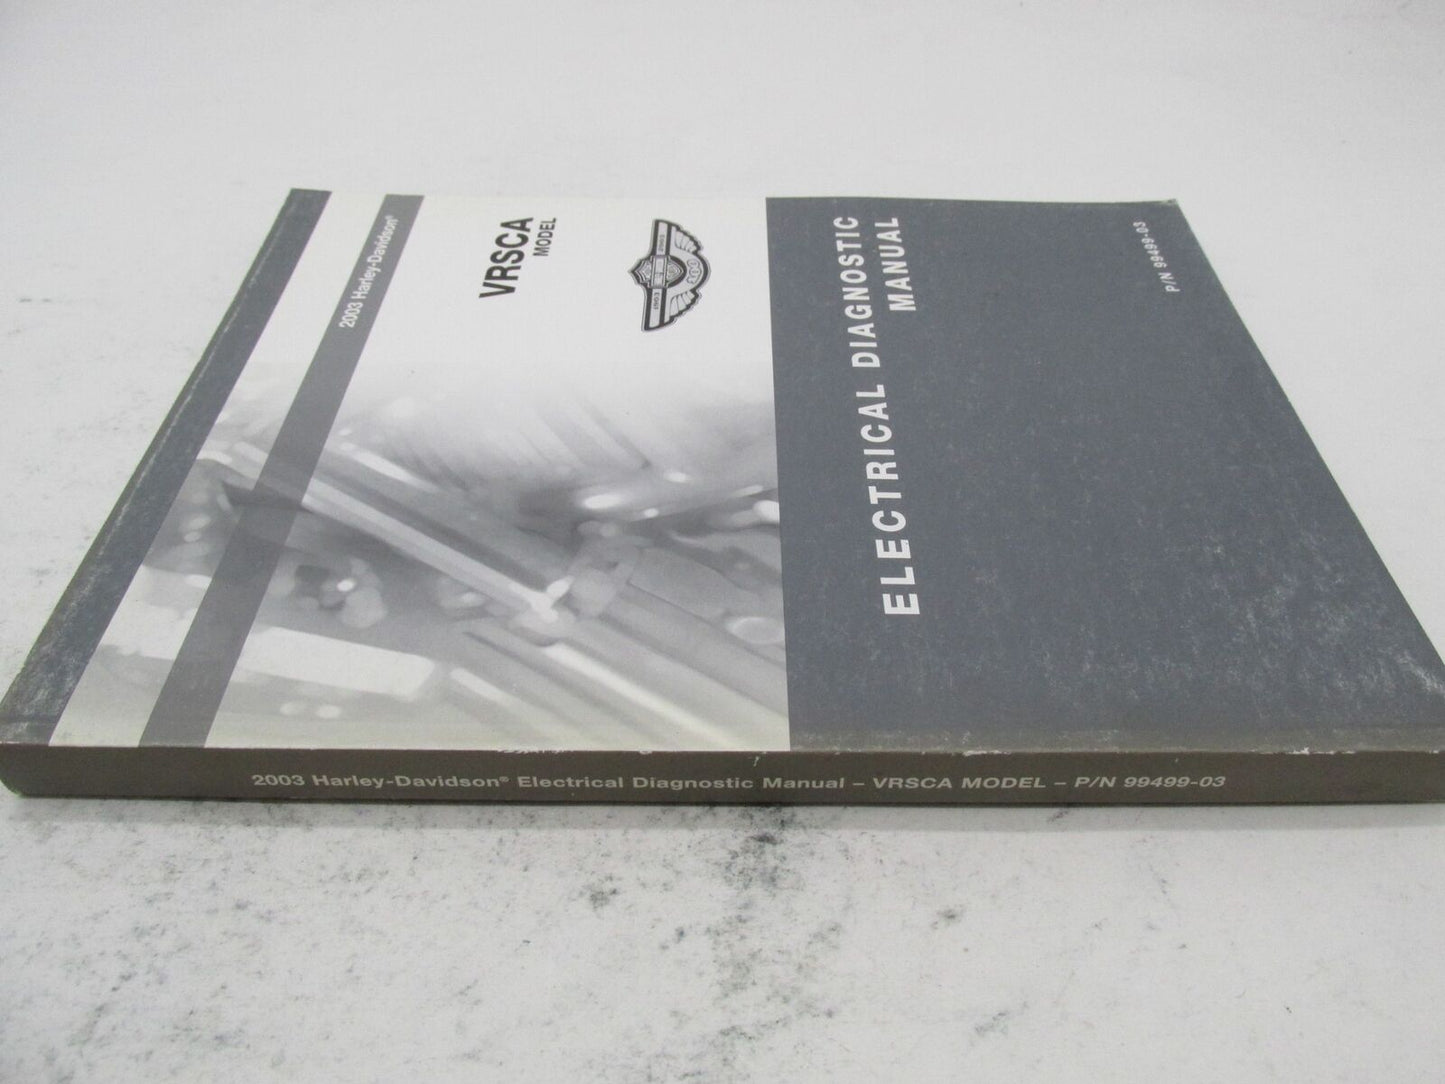 2003 Harley-Davidson®
VRSCA
MODEL
100
ELECTRICAL DIAGNOSTIC
MANUAL
P/N 99499-03
2003 Harley-Davidson® Electrical Diagnostic Manual – VRSCA MODEL – P/N 99499-03